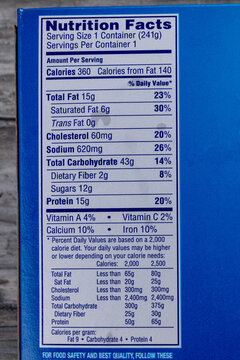 Nutrition Facts
Serving Size 1 Container (241g)
Servings Per Container 1
Amount Per Serving
Calories 360 Calories from Fat 140
% Daily Value*
Total Fat 15g 23%
Saturated Fat 6g 30%
Trans Fat 0g
Cholesterol 60mg 20%
Sodium 620mg 26%
Total Carbohydrate 43g 14%
Dietary Fiber 2g 8%
Sugars 12g
Protein 15g 20%
Vitamin A 4% • Vitamin C 2%
Calcium 10% • Iron 10%
* Percent Daily Values are based on a 2,000
calorie diet. Your daily values may be higher
or lower depending on your calorie needs:
Calories: 2,000 2,500
Total Fat Less than 65g 80g
Sat Fat Less than 20g 25g
Cholesterol Less than 300mg 300mg
Sodium Less than 2,400mg 2,400mg
Total Carbohydrate 300g 375g
Dietary Fiber 25g 30g
Protein 50g 65g
Calories per gram:
Fat 9 • Carbohydrate 4 • Protein 4
FOR FOOD SAFETY AND BEST QUALITY, FOLLOW THESE